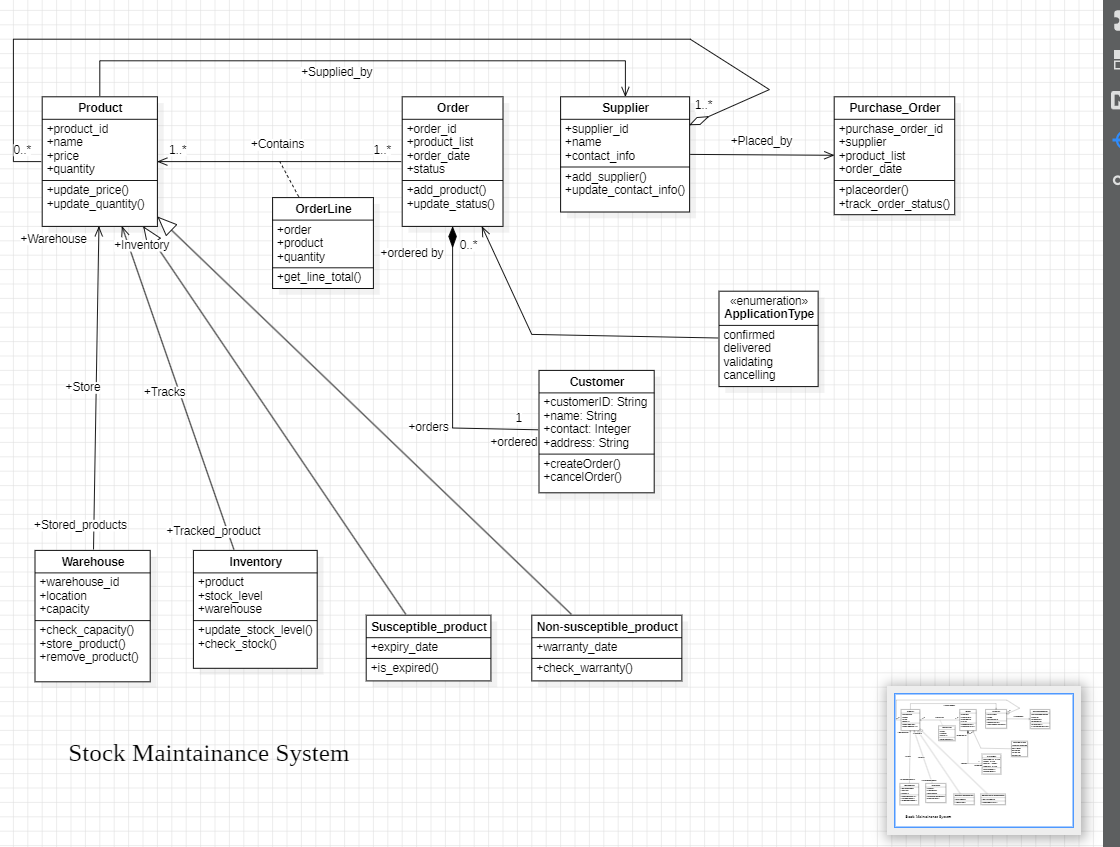 +Supplied_by
Product
+product_id
+name
+price
+quantity
+update_price()
+update_quantity()
0..*
1..*
+Contains
1..*
Order
+order_id
+product_list
+order_date
+status
+add_product()
+update_status()
Supplier
+supplier_id
+name
+contact_info
+add_supplier()
+update_contact_info()
1..*
+Placed_by
Purchase_Order
+purchase_order_id
+supplier
+product_list
+order_date
+placeorder()
+track_order_status()
OrderLine
+order
+product
+quantity
+get_line_total()
+Warehouse
+Inventory
+ordered by
0..*
«enumeration»
ApplicationType
confirmed
delivered
validating
cancelling
Customer
+customerID: String
+name: String
+contact: Integer
+address: String
+createOrder()
+cancelOrder()
1
+orders
+ordered
+Store
+Tracks
+Stored_products
+Tracked_product
Warehouse
+warehouse_id
+location
+capacity
+check_capacity()
+store_product()
+remove_product()
Inventory
+product
+stock_level
+warehouse
+update_stock_level()
+check_stock()
Susceptible_product
+expiry_date
+is_expired()
Non-susceptible_product
+warranty_date
+check_warranty()
Stock Maintainance System